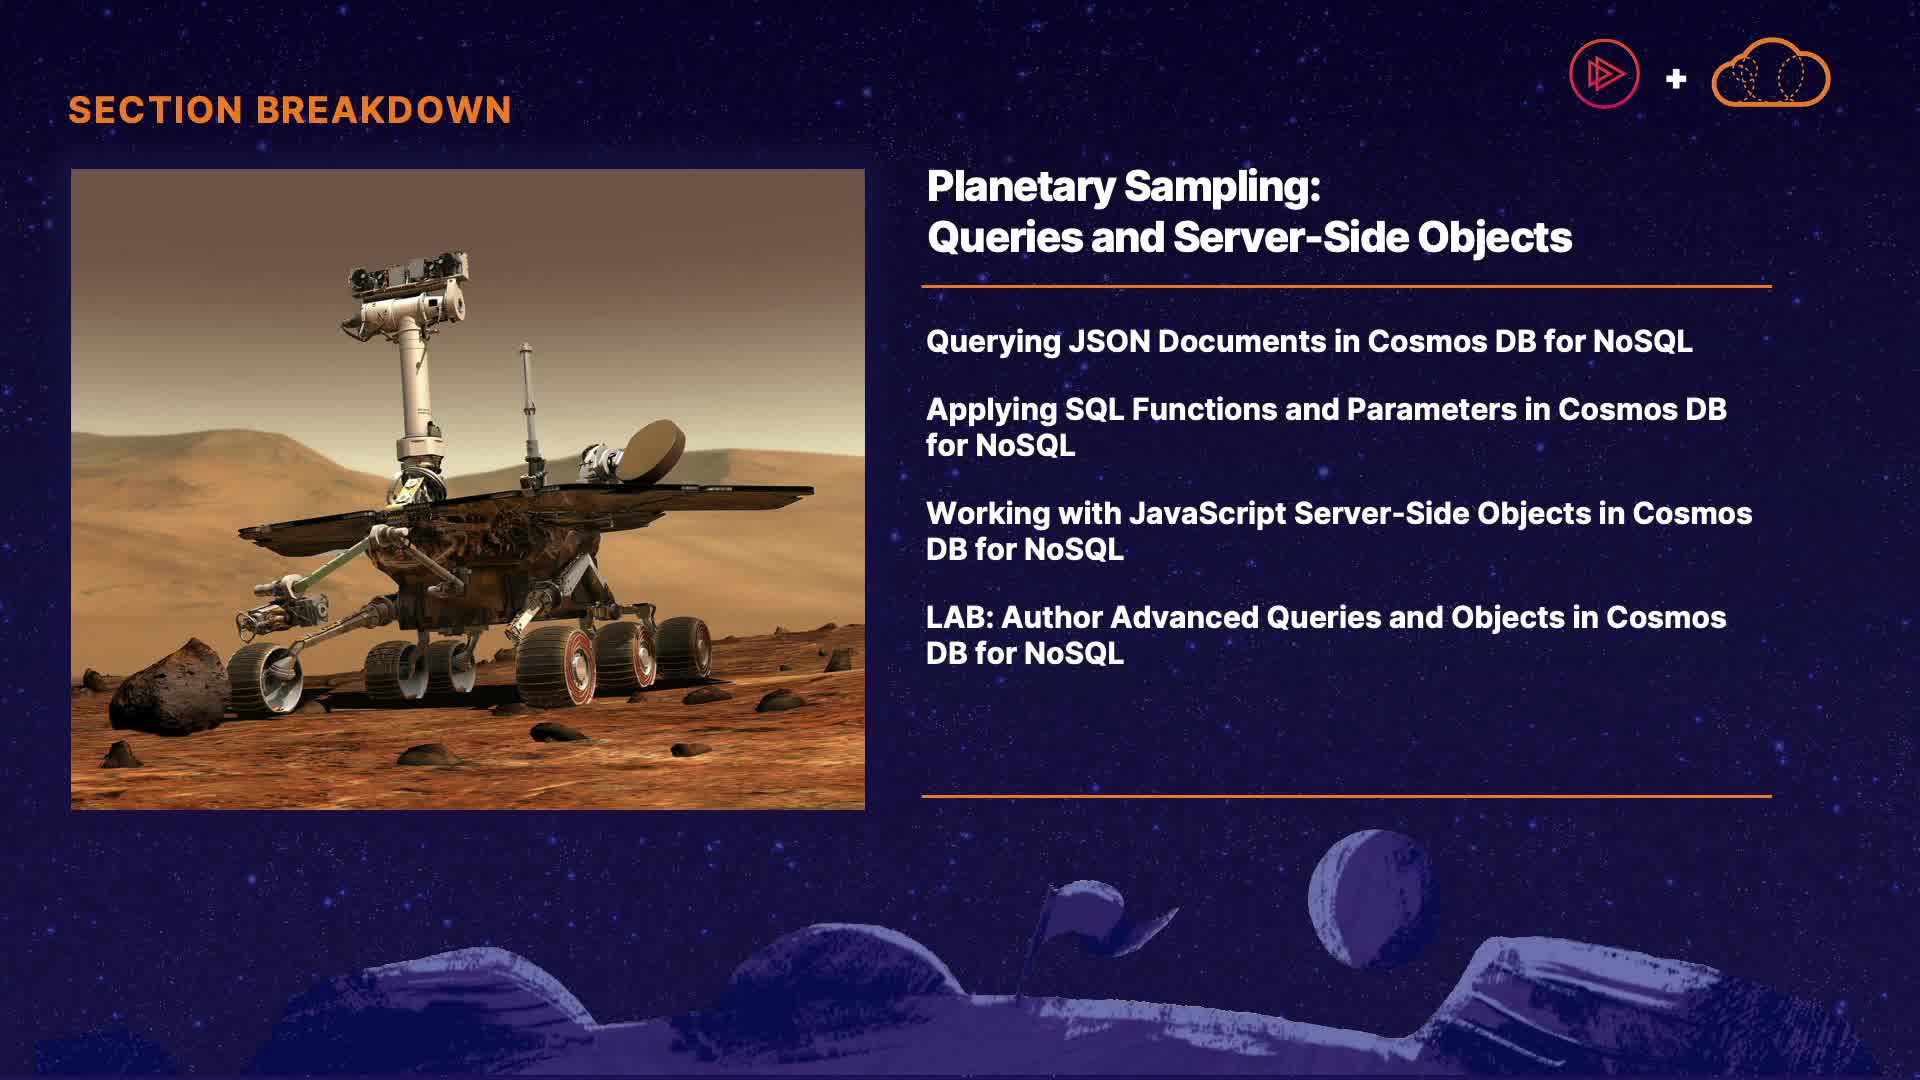 SECTION BREAKDOWN
Planetary Sampling:
Queries and Server-Side Objects
Querying JSON Documents in Cosmos DB for NoSQL
Applying SQL Functions and Parameters in Cosmos DB
for NoSQL
Working with JavaScript Server-Side Objects in Cosmos
DB for NoSQL
LAB: Author Advanced Queries and Objects in Cosmos
DB for NoSQL